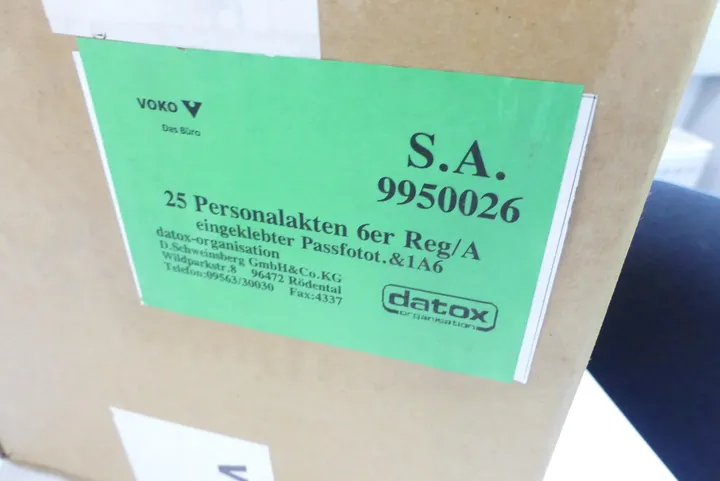 VOKO
Das Büro
S.A.
9950026
25 Personalakten 6er Reg/A
eingeklebter Passfotot.&1A6
datox-organisation
D.Schweinsberg GmbH&Co.KG
Wildparkstr.8 96472 Rödental
Telefon:09563/30030 Fax:4337
datox
organisation
V